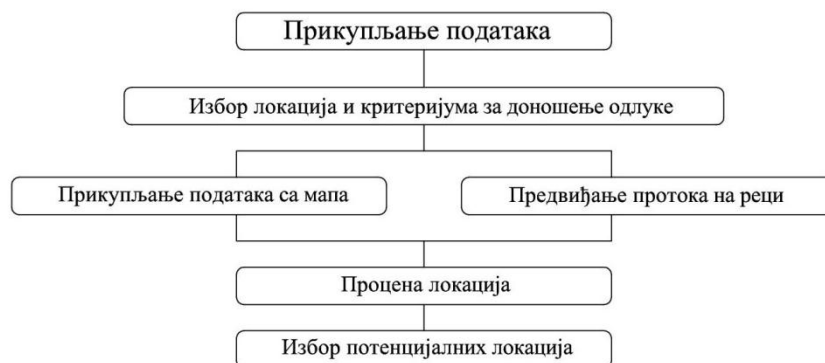 Прикупљање података
Избор локација и критеријума за доношење одлуке
Прикупљање података са мапа
Предвиђање протока на реци
Процена локација
Избор потенцијалних локација